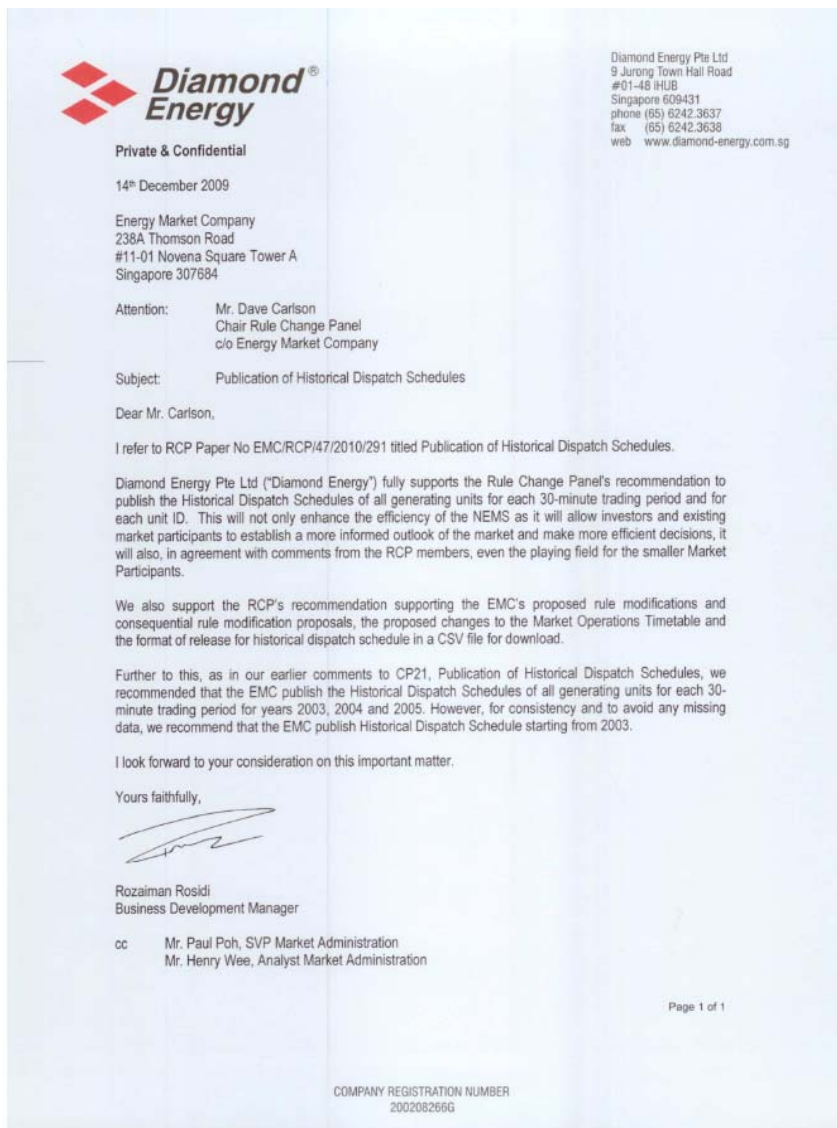 Diamond®
Energy
Diamond Energy Pte Ltd
9 Jurong Town Hall Road
#01-48 iHUB
Singapore 609431
phone (65) 6242.3637
fax (65) 6242.3638
web www.diamond-energy.com.sg
Private & Confidential
14th December 2009
Energy Market Company
238A Thomson Road
#11-01 Novena Square Tower A
Singapore 307684
Attention: Mr. Dave Carlson
Chair Rule Change Panel
c/o Energy Market Company
Subject: Publication of Historical Dispatch Schedules
Dear Mr. Carlson,
I refer to RCP Paper No EMC/RCP/47/2010/291 titled Publication of Historical Dispatch Schedules.
Diamond Energy Pte Ltd ("Diamond Energy") fully supports the Rule Change Panel's recommendation to
publish the Historical Dispatch Schedules of all generating units for each 30-minute trading period and for
each unit ID. This will not only enhance the efficiency of the NEMS as it will allow investors and existing
market participants to establish a more informed outlook of the market and make more efficient decisions, it
will also, in agreement with comments from the RCP members, even the playing field for the smaller Market
Participants.
We also support the RCP's recommendation supporting the EMC's proposed rule modifications and
consequential rule modification proposals, the proposed changes to the Market Operations Timetable and
the format of release for historical dispatch schedule in a CSV file for download.
Further to this, as in our earlier comments to CP21, Publication of Historical Dispatch Schedules, we
recommended that the EMC publish the Historical Dispatch Schedules of all generating units for each 30-
minute trading period for years 2003, 2004 and 2005. However, for consistency and to avoid any missing
data, we recommend that the EMC publish Historical Dispatch Schedule starting from 2003.
I look forward to your consideration on this important matter.
Yours faithfully,
Rozaiman Rosidi
Business Development Manager
cc Mr. Paul Poh, SVP Market Administration
Mr. Henry Wee, Analyst Market Administration
Page 1 of 1
COMPANY REGISTRATION NUMBER
200208266G